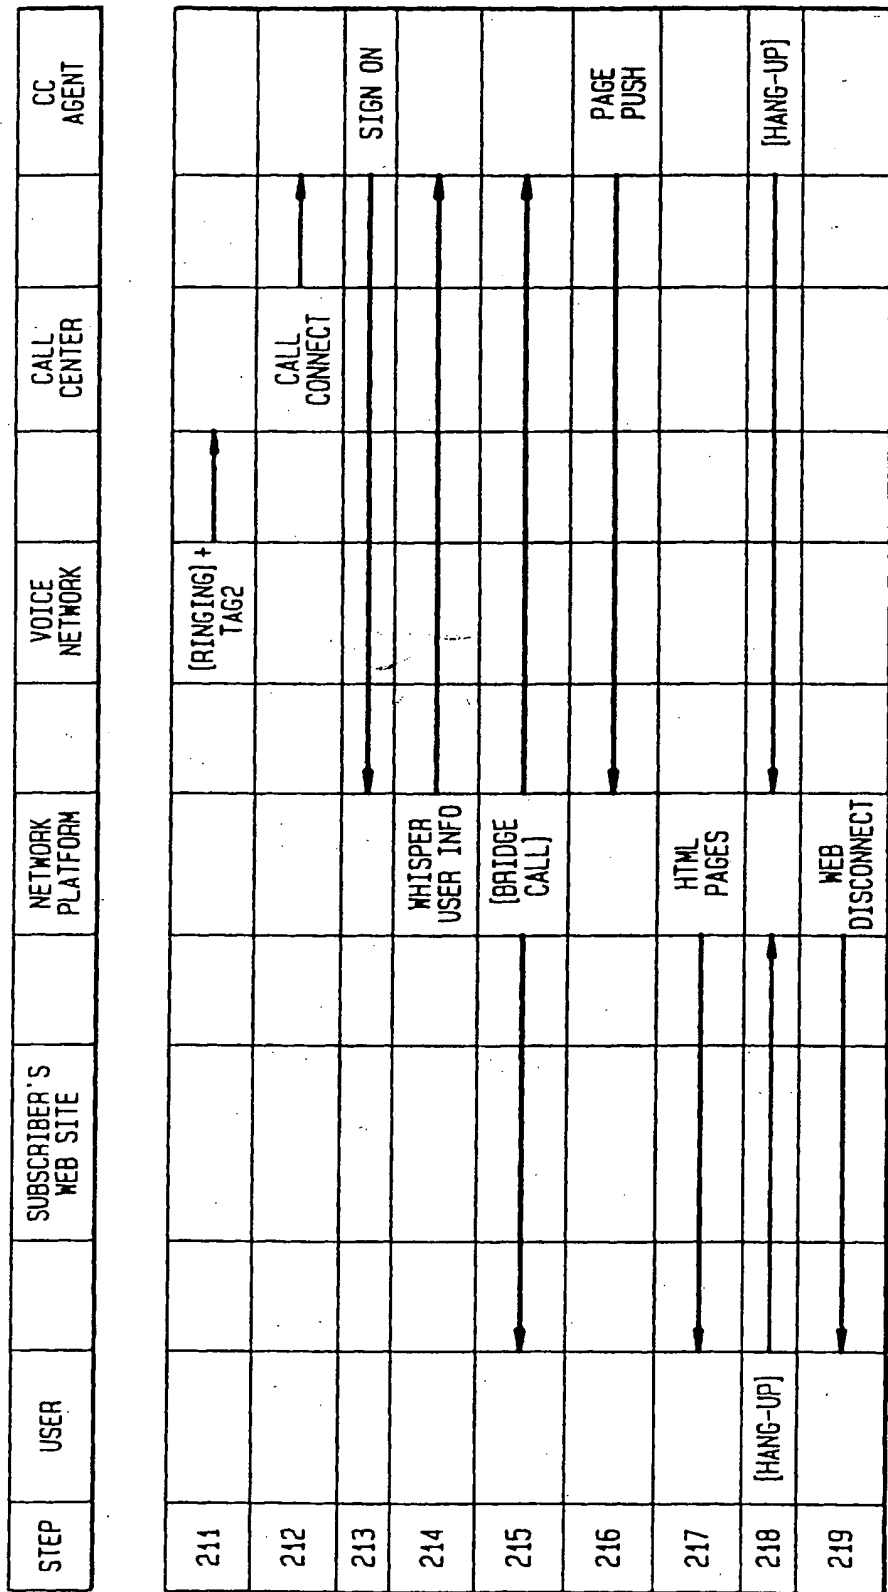 STEP
USER
SUBSCRIBER'S
WEB SITE
NETWORK
PLATFORM
VOICE
NETWORK
CALL
CENTER
CC
AGENT
211
[RINGING]+
TAG2
212
CALL
CONNECT
213
SIGN ON
214
WHISPER
USER INFO
215
[BRIDGE
CALL]
216
PAGE
PUSH
217
HTML
PAGES
218
[HANG-UP]
[HANG-UP]
219
WEB
DISCONNECT